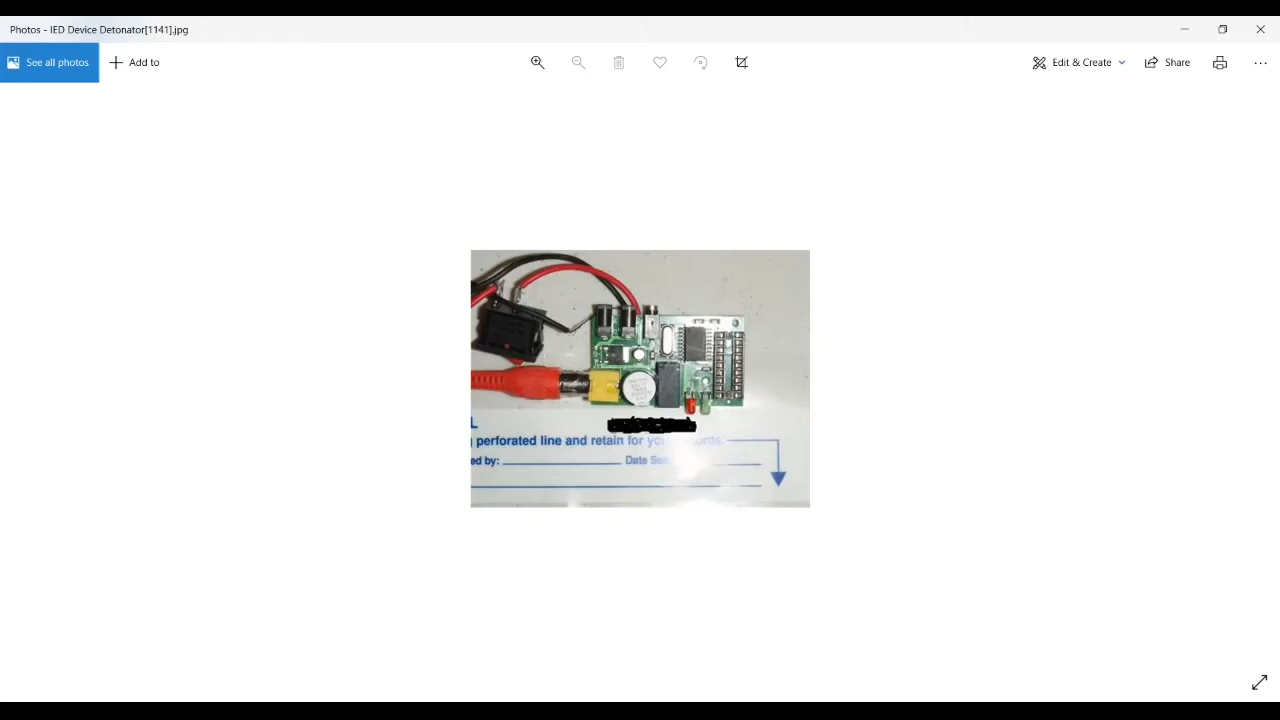 Photos - IED Device Detonator[1141].jpg
See all photos
Add to
Edit & Create
Share
L
perforated line and retain for
ed by:
Date